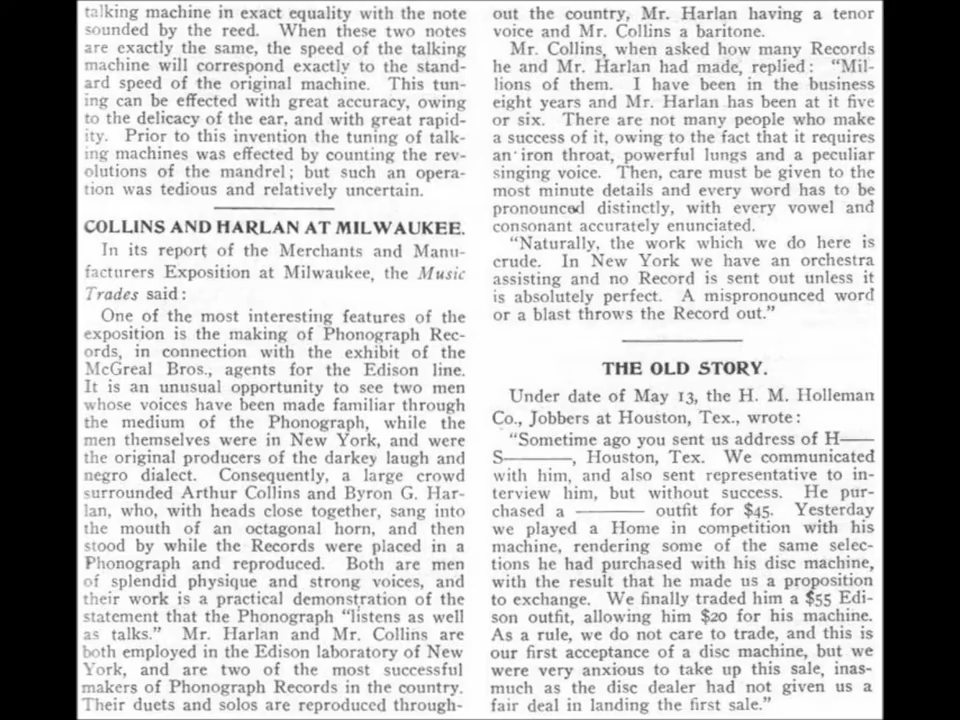 talking machine in exact equality with the note
sounded by the reed. When these two notes
are exactly the same, the speed of the talking
machine will correspond exactly to the stand-
ard speed of the original machine. This tun-
ing can be effected with great accuracy, owing
to the delicacy of the ear, and with great rapid-
ity. Prior to this invention the tuning of talk-
ing machines was effected by counting the rev-
olutions of the mandrel; but such an opera-
tion was tedious and relatively uncertain.
COLLINS AND HARLAN AT MILWAUKEE.
In its report of the Merchants and Manu-
facturers Exposition at Milwaukee, the Music
Trades said:
One of the most interesting features of the
exposition is the making of Phonograph Rec-
ords, in connection with the exhibit of the
McGreal Bros., agents for the Edison line.
It is an unusual opportunity to see two men
whose voices have been made familiar through
the medium of the Phonograph, while the
men themselves were in New York, and were
the original producers of the darkey laugh and
negro dialect. Consequently, a large crowd
surrounded Arthur Collins and Byron G. Har-
lan, who, with heads close together, sang into
the mouth of an octagonal horn, and then
stood by while the Records were placed in a
Phonograph and reproduced. Both are men
of splendid physique and strong voices, and
their work is a practical demonstration of the
statement that the Phonograph "listens as well
as talks." Mr. Harlan and Mr. Collins are
both employed in the Edison laboratory of New
York, and are two of the most successful
makers of Phonograph Records in the country.
Their duets and solos are reproduced through-
out the country, Mr. Harlan having a tenor
voice and Mr. Collins a baritone.
Mr. Collins, when asked how many Records
he and Mr. Harlan had made, replied: "Mil-
lions of them. I have been in the business
eight years and Mr. Harlan has been at it five
or six. There are not many people who make
a success of it, owing to the fact that it requires
an iron throat, powerful lungs and a peculiar
singing voice. Then, care must be given to the
most minute details and every word has to be
pronounced distinctly, with every vowel and
consonant accurately enunciated.
"Naturally, the work which we do here is
crude. In New York we have an orchestra
assisting and no Record is sent out unless it
is absolutely perfect. A mispronounced word
or a blast throws the Record out."
THE OLD STORY.
Under date of May 13, the H. M. Holleman
Co., Jobbers at Houston, Tex., wrote:
"Sometime ago you sent us address of H——
S————, Houston, Tex. We communicated
with him, and also sent representative to in-
terview him, but without success. He pur-
chased a ———— outfit for $45. Yesterday
we played a Home in competition with his
machine, rendering some of the same selec-
tions he had purchased with his disc machine,
with the result that he made us a proposition
to exchange. We finally traded him a $55 Edi-
son outfit, allowing him $20 for his machine.
As a rule, we do not care to trade, and this is
our first acceptance of a disc machine, but we
were very anxious to take up this sale, inas-
much as the disc dealer had not given us a
fair deal in landing the first sale."